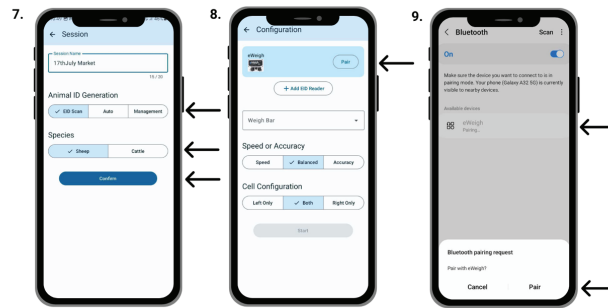 7.
Session
Session Name
17thJuly Market
15 / 30
Animal ID Generation
EID Scan Auto Management
Species
Sheep Cattle
Confirm
8.
Configuration
eWeigh
Pair
+ Add EID Reader
Weigh Bar
Speed or Accuracy
Speed Balanced Accuracy
Cell Configuration
Left Only Both Right Only
Start
9.
Bluetooth Scan
On
Make sure the device you want to connect to is in
pairing mode. Your phone (Galaxy A32 5G) is currently
visible to nearby devices.
Available devices
eWeigh
Pairing...
Bluetooth pairing request
Pair with eWeigh?
Cancel Pair